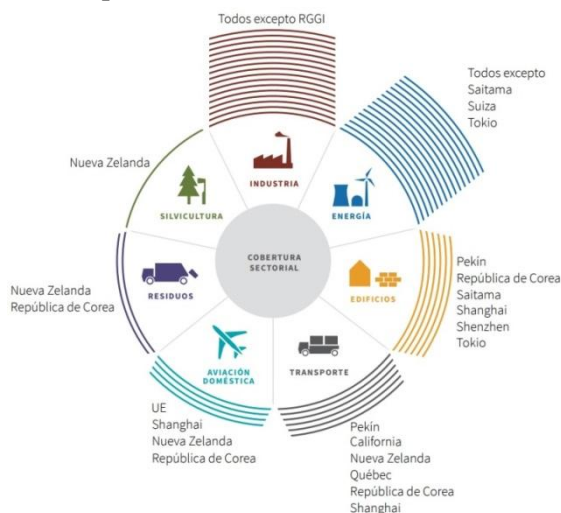 Todos excepto RGGI
Todos excepto
Saitama
Suiza
Tokio
Nueva Zelanda
INDUSTRIA
SILVICULTURA
ENERGÍA
COBERTURA
SECTORIAL
Nueva Zelanda
República de Corea
RESIDUOS
EDIFICIOS
Pekín
República de Corea
Saitama
Shanghai
Shenzhen
Tokio
AVIACIÓN
DOMÉSTICA
TRANSPORTE
UE
Shanghai
Nueva Zelanda
República de Corea
Pekín
California
Nueva Zelanda
Québec
República de Corea
Shanghai